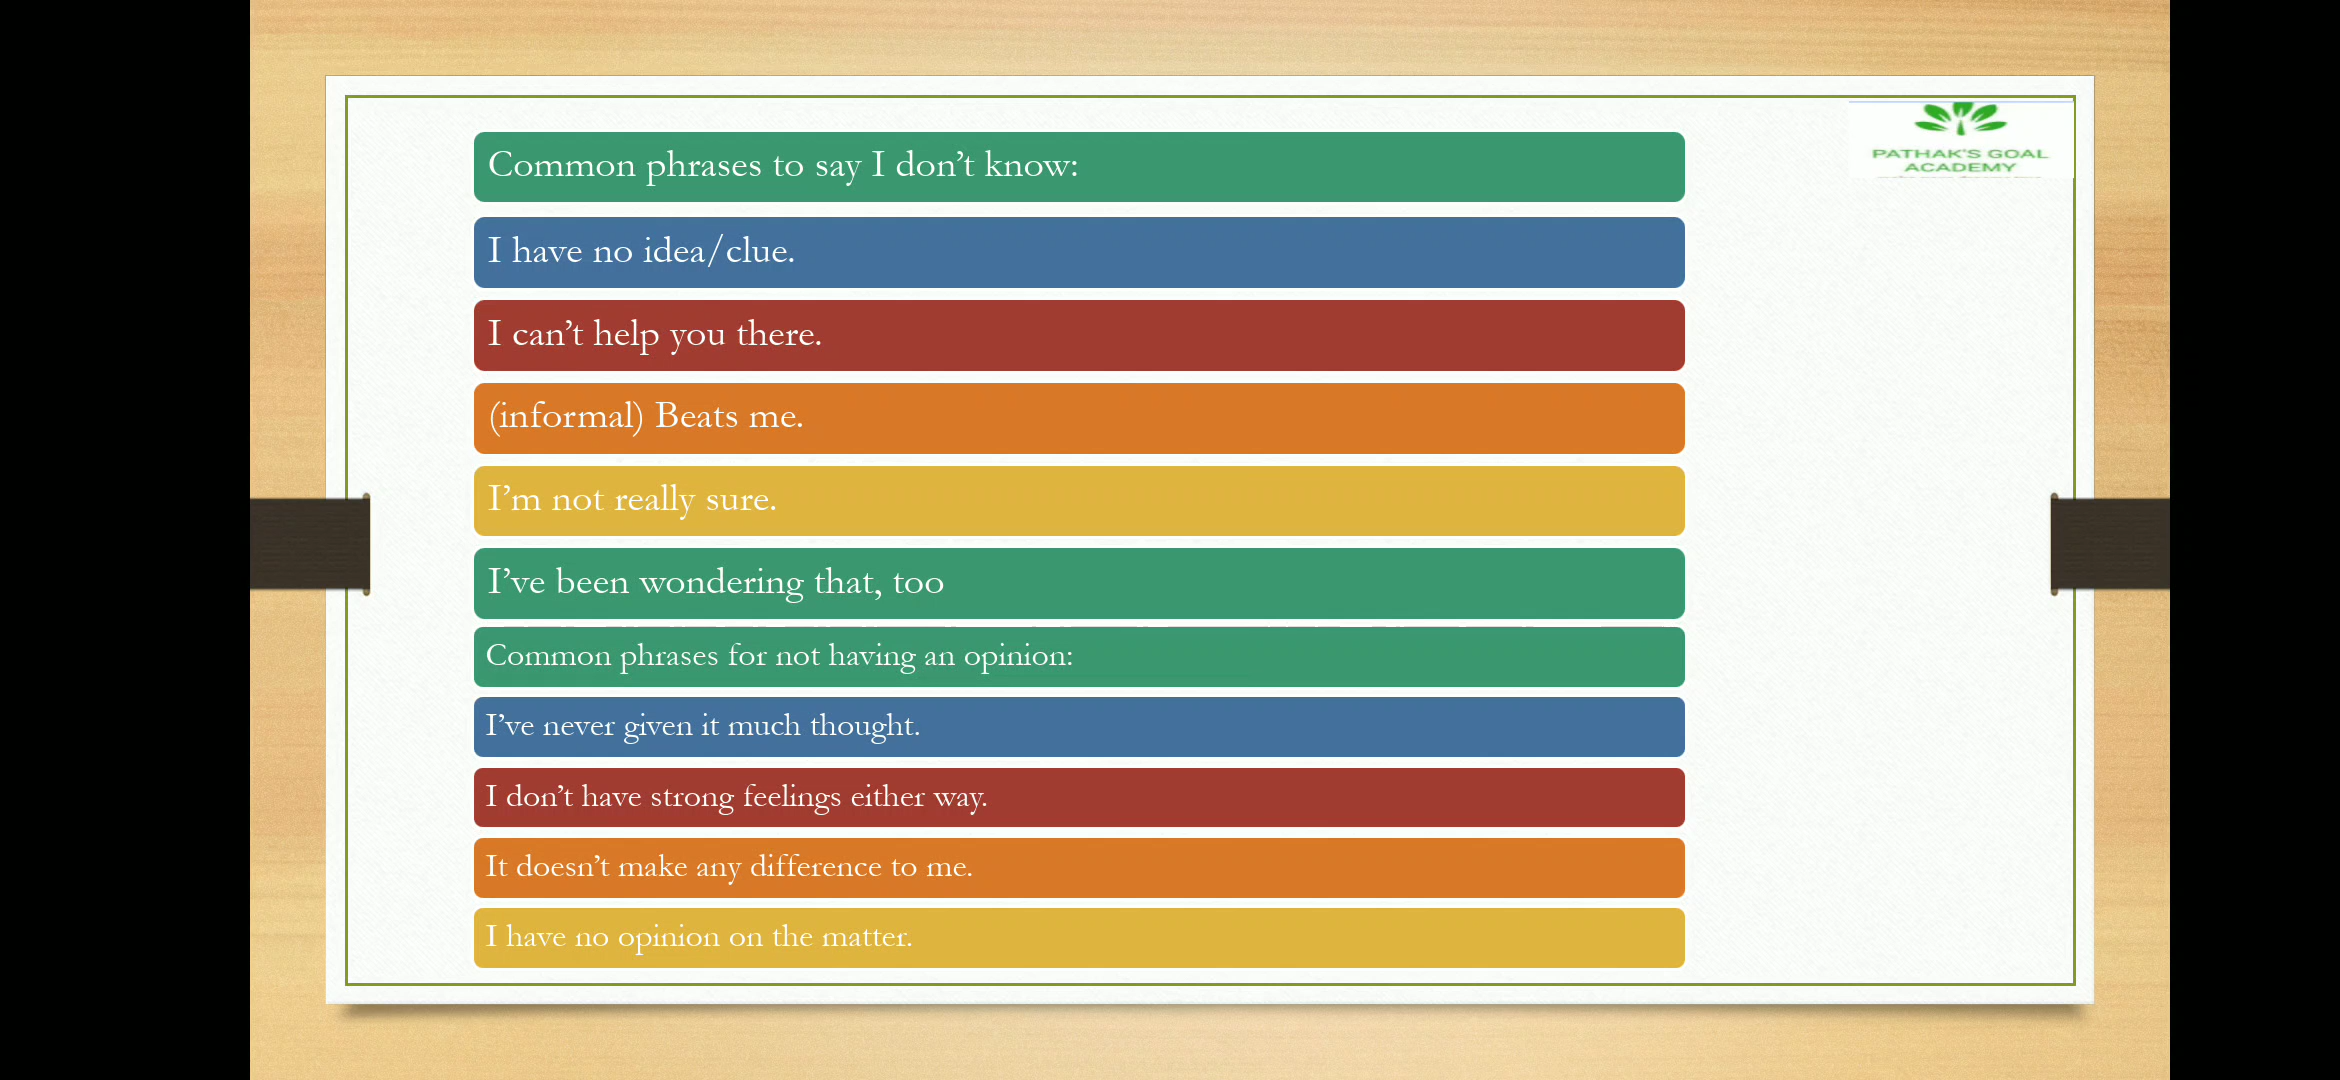 PATHAK'S GOAL
ACADEMY
Common phrases to say I don’t know:
I have no idea/clue.
I can’t help you there.
(informal) Beats me.
I’m not really sure.
I’ve been wondering that, too
Common phrases for not having an opinion:
I’ve never given it much thought.
I don’t have strong feelings either way.
It doesn’t make any difference to me.
I have no opinion on the matter.